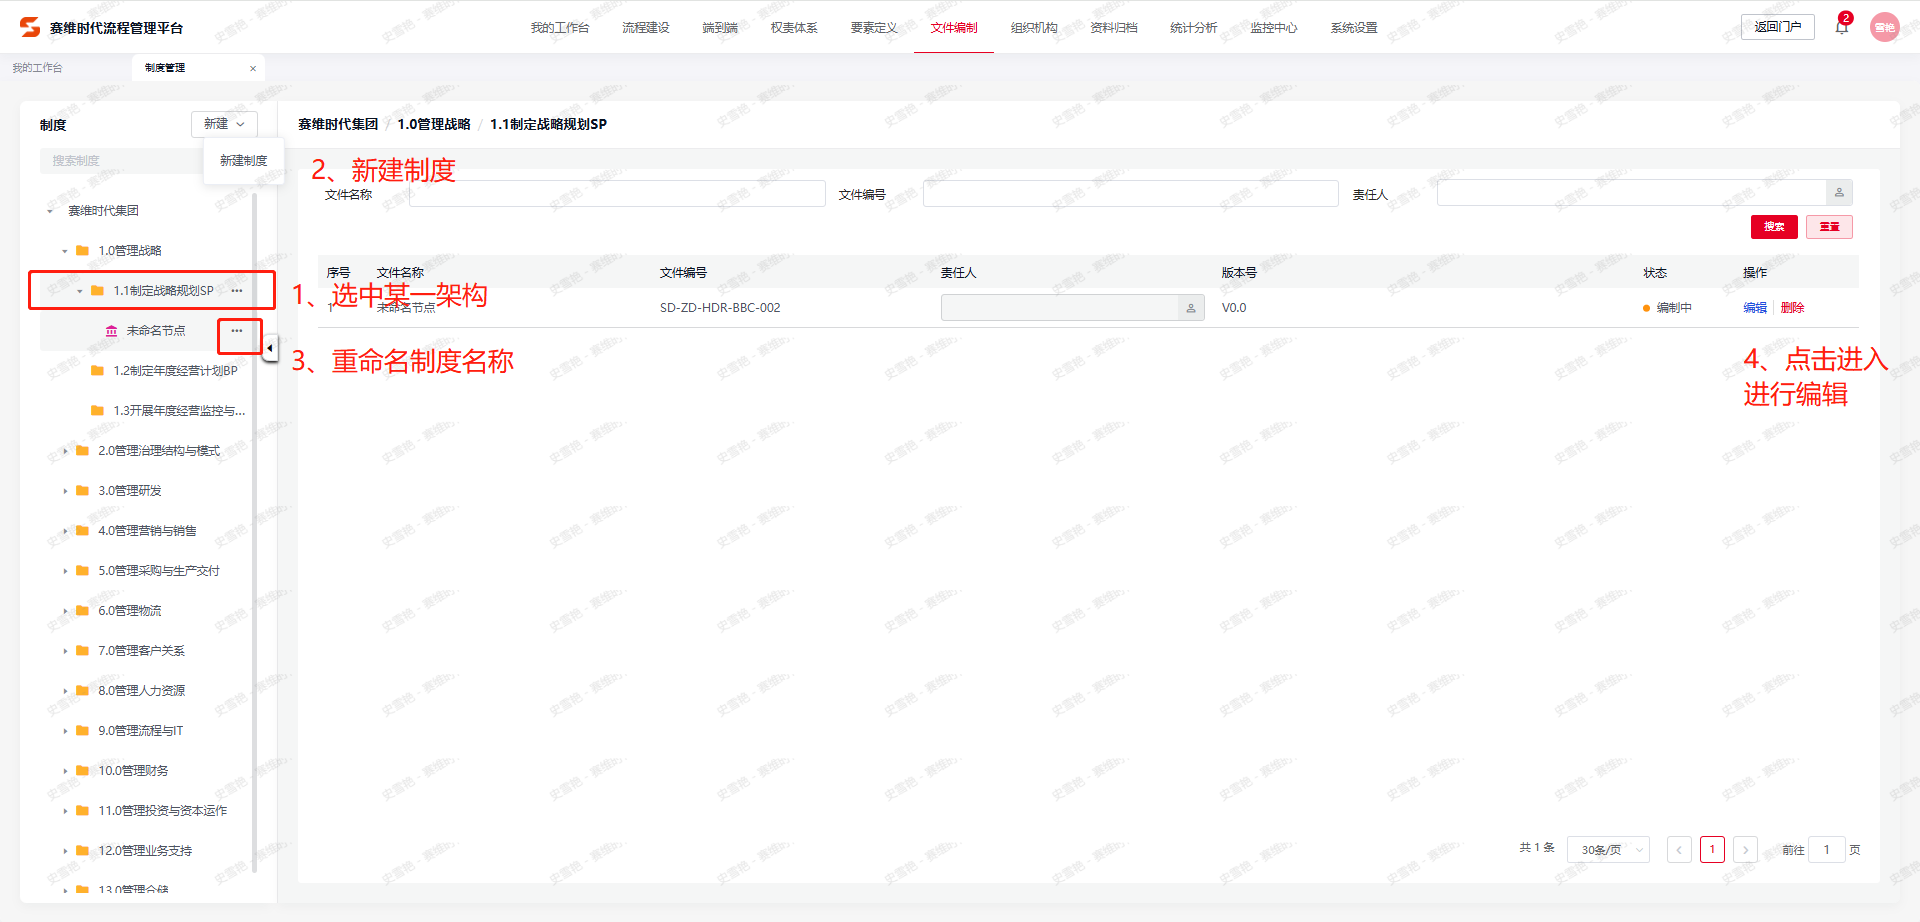 赛维时代流程管理平台
我的工作台 流程建设 端到端 权责体系 要素定义 文件编制 组织机构 资料归档 统计分析 监控中心 系统设置
返回门户 2 雪艳
我的工作台 制度管理 ×
制度 新建
新建制度
搜索制度
赛维时代集团
1.0管理战略
1.1制定战略规划SP ···
未命名节点 ···
1.2制定年度经营计划BP
1.3开展年度经营监控与...
2.0管理治理结构与模式
3.0管理研发
4.0管理营销与销售
5.0管理采购与生产交付
6.0管理物流
7.0管理客户关系
8.0管理人力资源
9.0管理流程与IT
10.0管理财务
11.0管理投资与资本运作
12.0管理业务支持
13.0管理仓储
赛维时代集团 / 1.0管理战略 / 1.1制定战略规划SP
2、新建制度
文件名称 文件编号 责任人
搜索 重置
序号 文件名称 文件编号 责任人 版本号 状态 操作
1、选中某一架构
1 未命名节点 SD-ZD-HDR-BBC-002 V0.0 编制中 编辑 删除
3、重命名制度名称
4、点击进入
进行编辑
共 1 条 30条/页 < 1 > 前往 1 页
史雪艳 - 赛维时